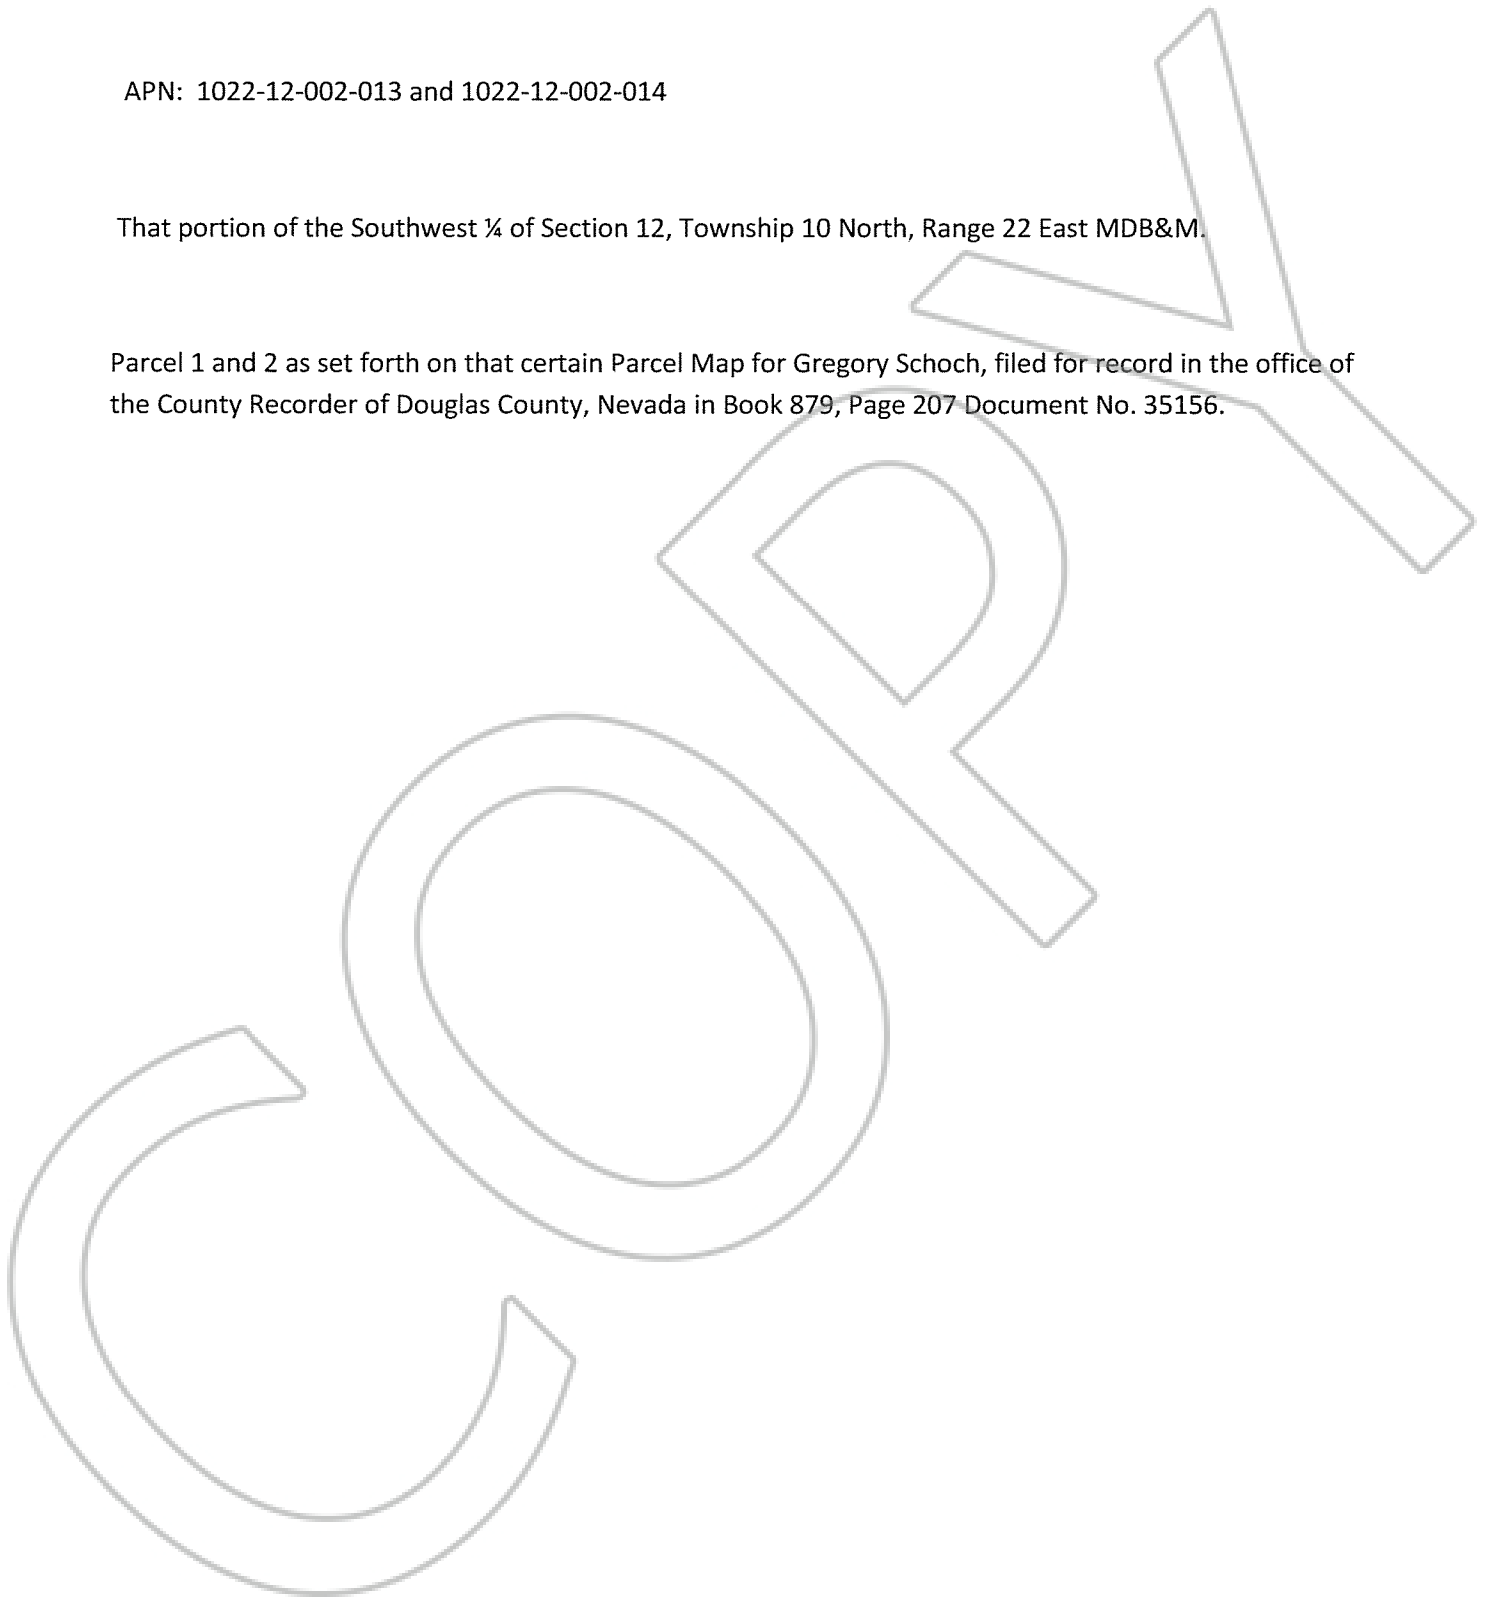 APN: 1022-12-002-013 and 1022-12-002-014
That portion of the Southwest ¼ of Section 12, Township 10 North, Range 22 East MDB&M.
Parcel 1 and 2 as set forth on that certain Parcel Map for Gregory Schoch, filed for record in the office of
the County Recorder of Douglas County, Nevada in Book 879, Page 207 Document No. 35156.
COPY